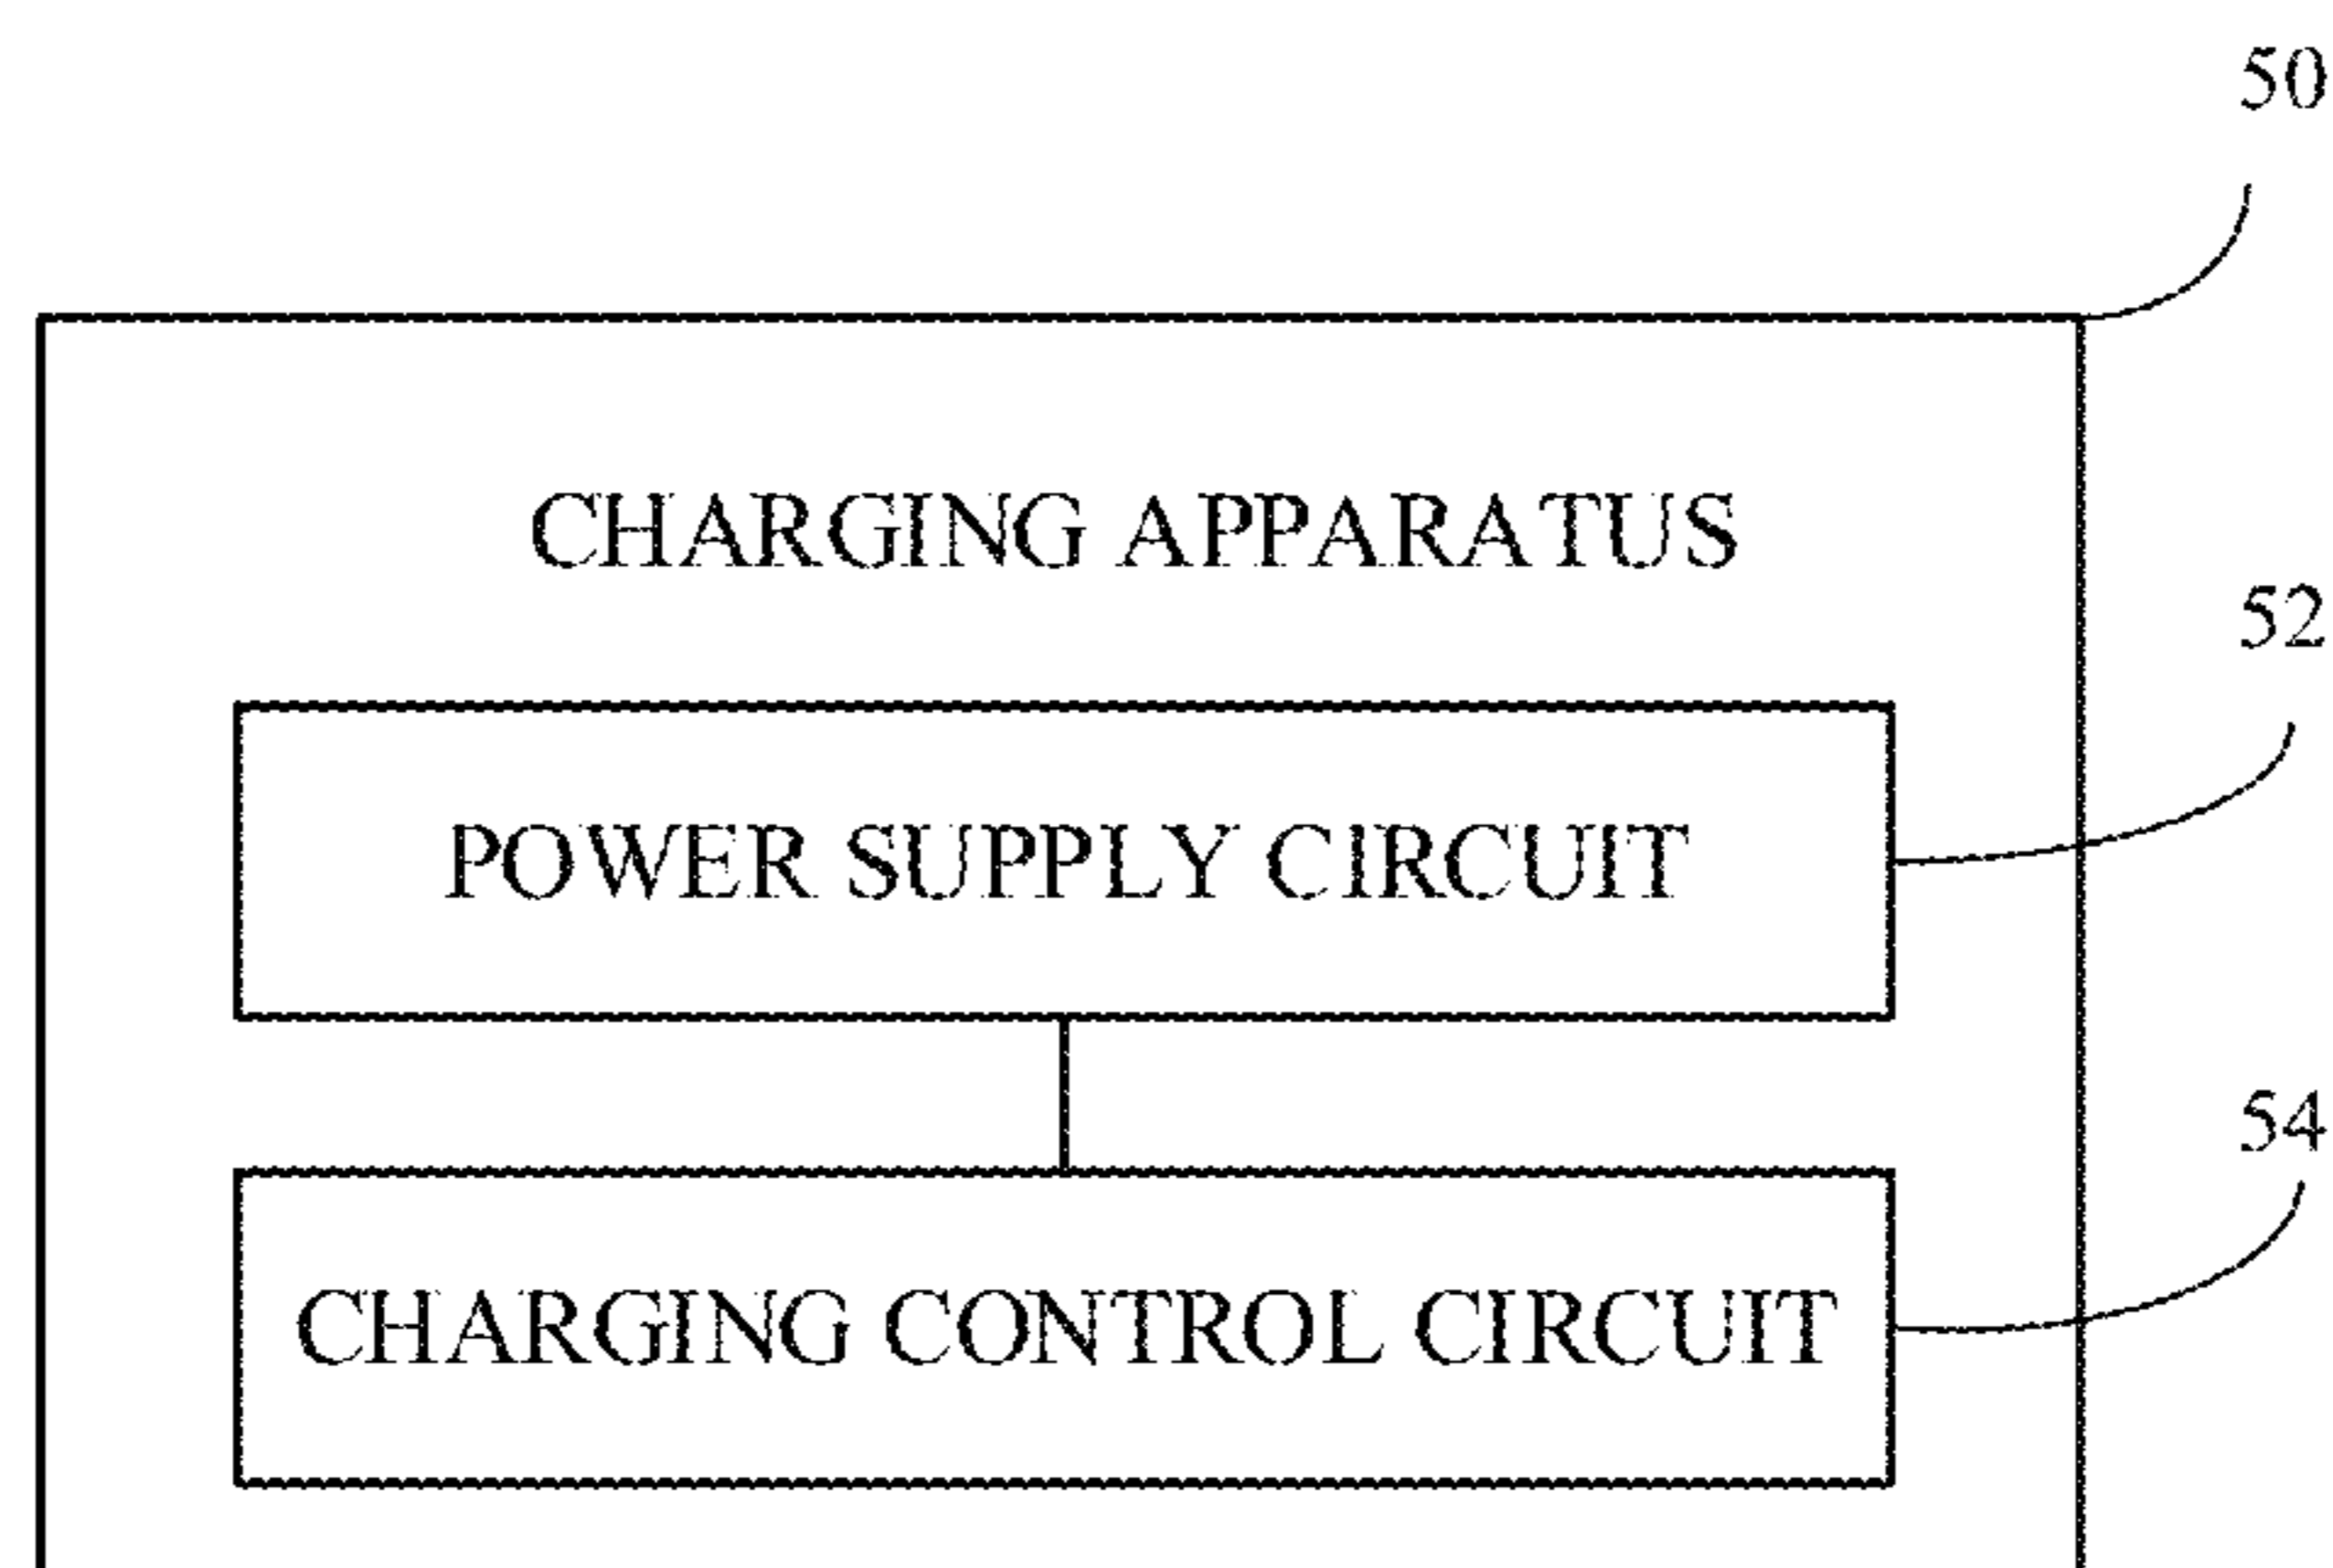 50
CHARGING APPARATUS
52
POWER SUPPLY CIRCUIT
54
CHARGING CONTROL CIRCUIT